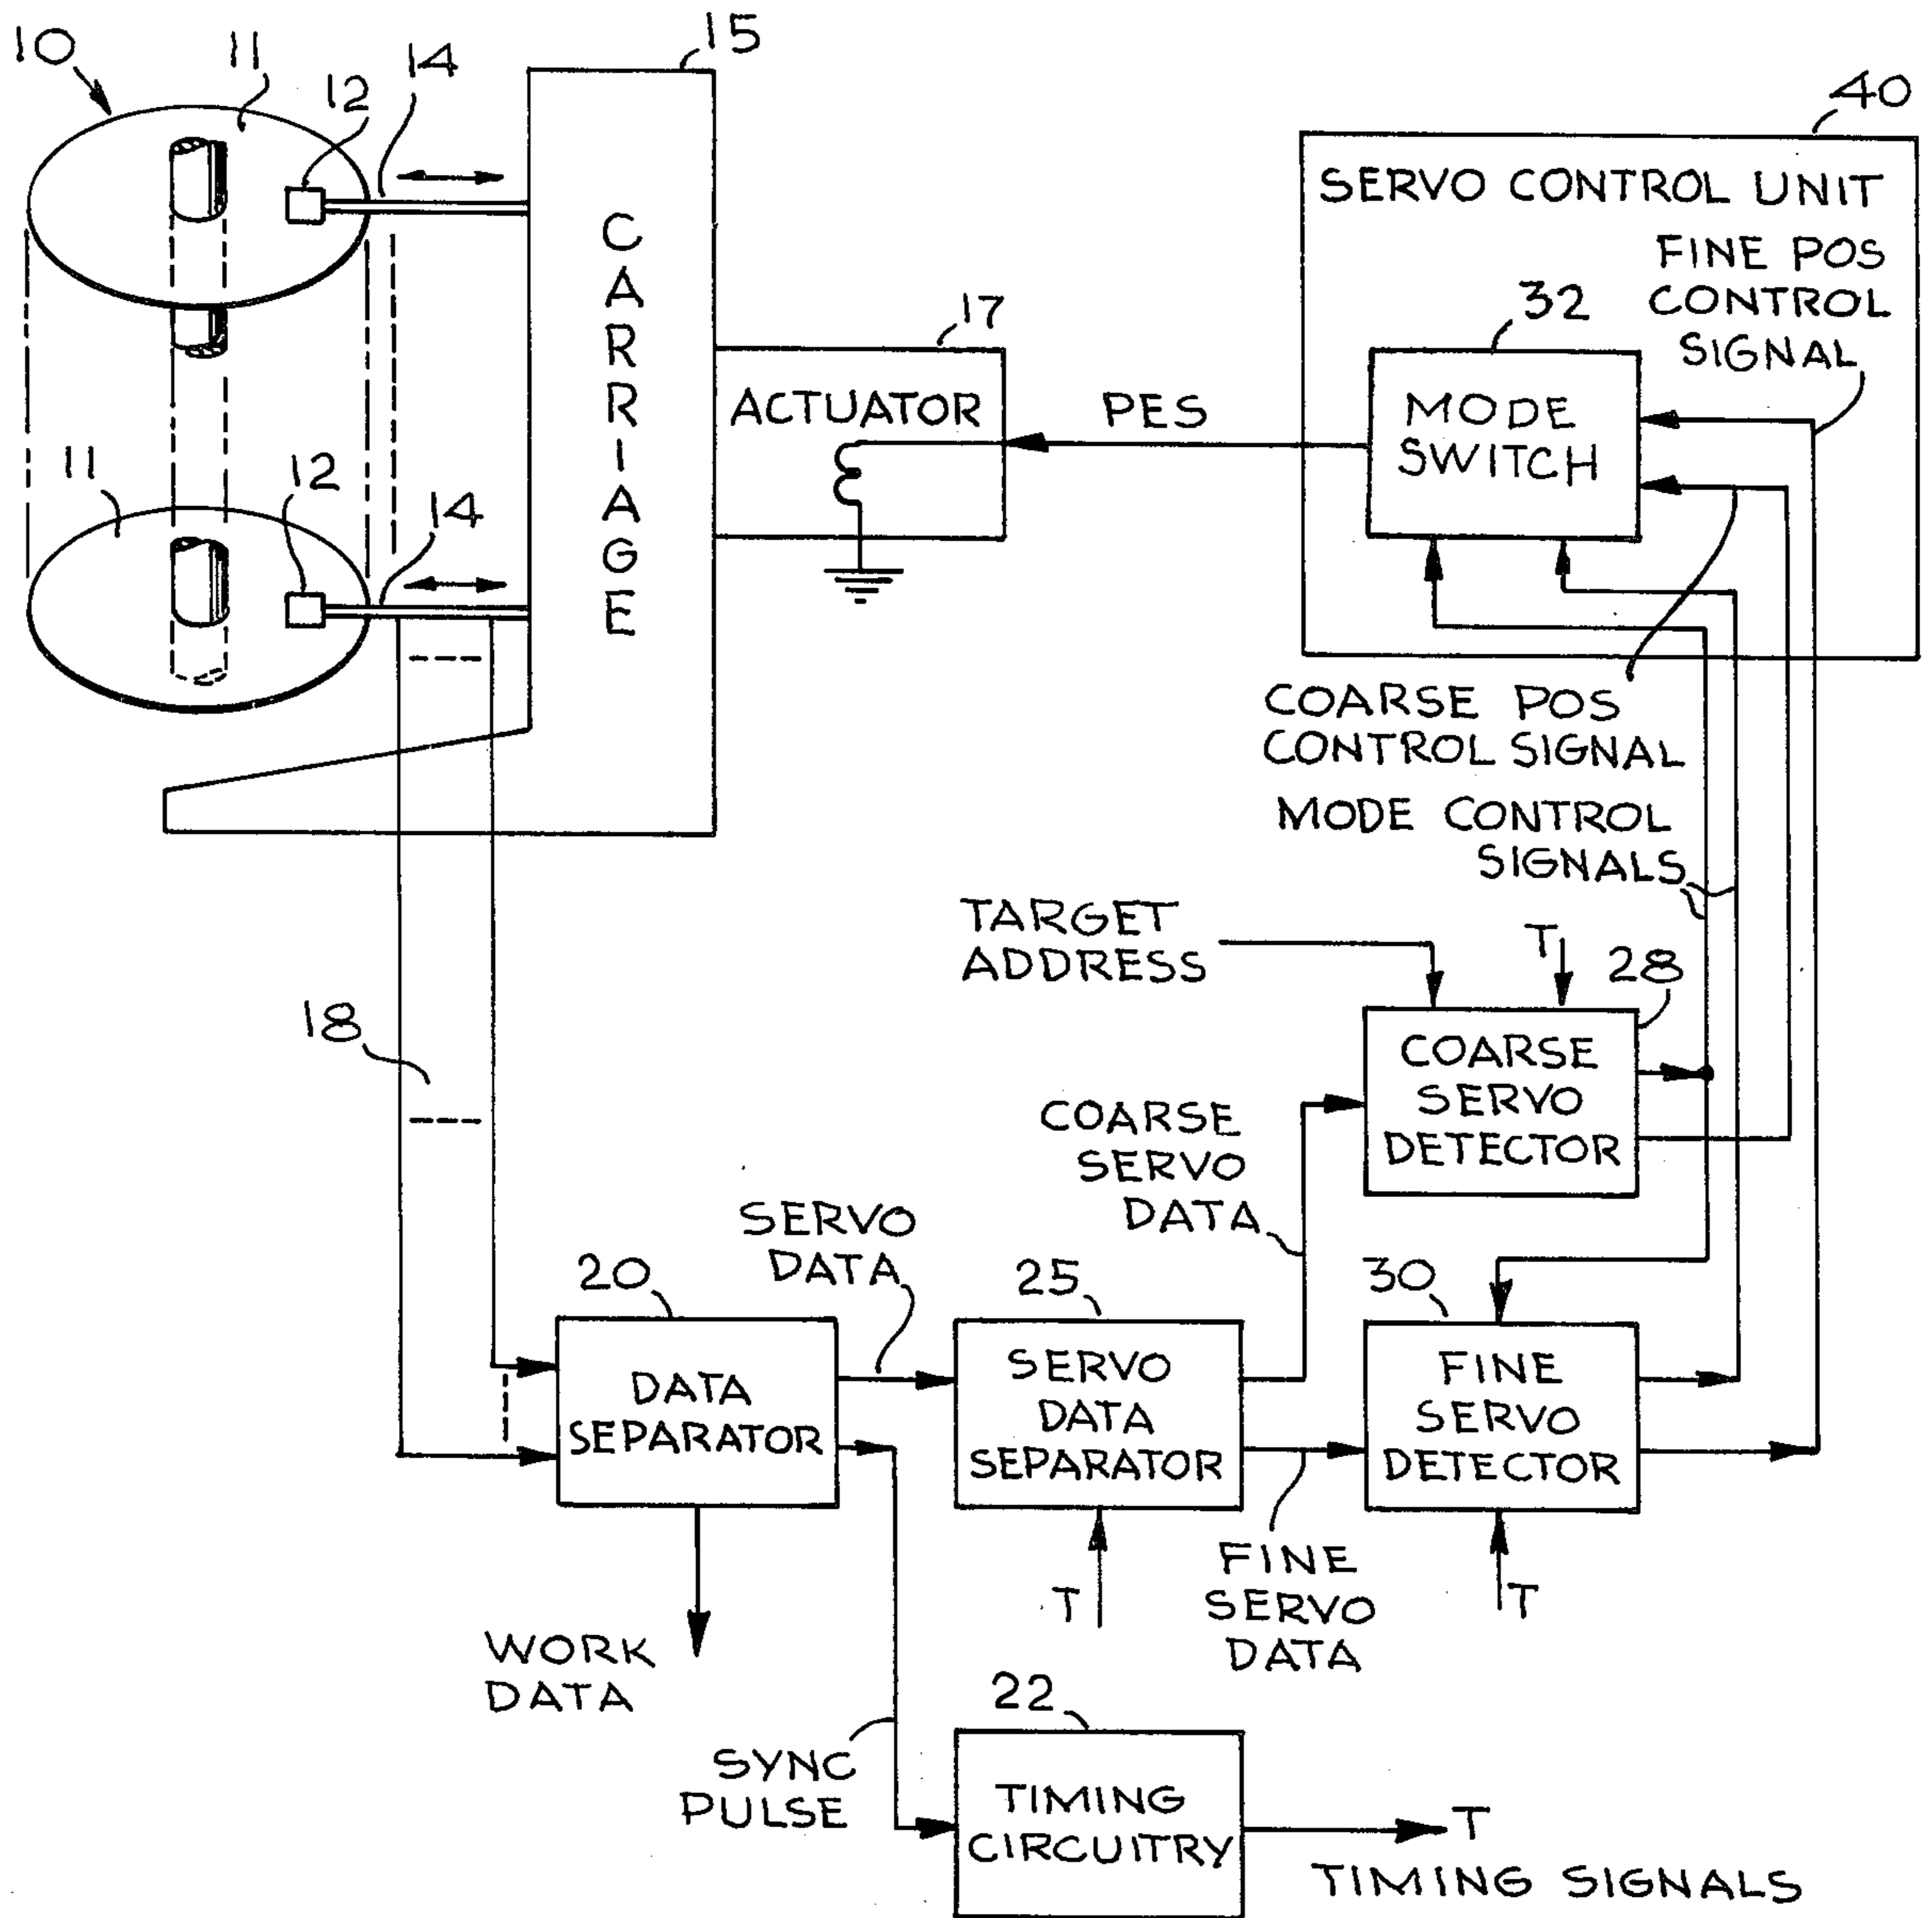 10
11
12
14
15
40
SERVO CONTROL UNIT
FINE POS
CONTROL
SIGNAL
32
MODE
SWITCH
17
ACTUATOR
PES
CARRIAGE
11
12
14
COARSE POS
CONTROL SIGNAL
MODE CONTROL
SIGNALS
TARGET
ADDRESS
T
28
COARSE
SERVO
DETECTOR
18
COARSE
SERVO
DATA
SERVO
DATA
20
DATA
SEPARATOR
25
SERVO
DATA
SEPARATOR
30
FINE
SERVO
DETECTOR
T
FINE
SERVO
DATA
T
WORK
DATA
SYNC
PULSE
22
TIMING
CIRCUITRY
T
TIMING SIGNALS